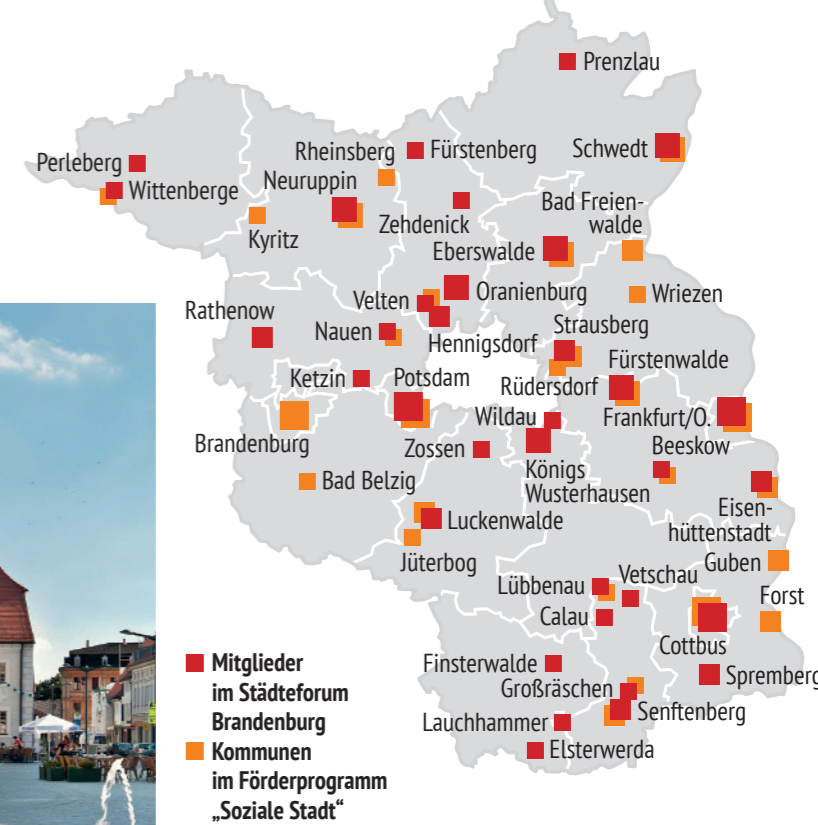 Prenzlau
Perleberg
Wittenberge
Rheinsberg
Fürstenberg
Schwedt
Neuruppin
Kyritz
Zehdenick
Bad Freien-
walde
Eberswalde
Velten
Oranienburg
Wriezen
Rathenow
Nauen
Hennigsdorf
Strausberg
Ketzin
Potsdam
Rüdersdorf
Fürstenwalde
Brandenburg
Wildau
Frankfurt/O.
Zossen
Königs
Wusterhausen
Beeskow
Bad Belzig
Luckenwalde
Eisen-
hüttenstadt
Jüterbog
Guben
Lübbenau
Vetschau
Forst
Calau
Cottbus
Finsterwalde
Großräschen
Spremberg
Lauchhammer
Senftenberg
Elsterwerda
Mitglieder
im Städteforum
Brandenburg
Kommunen
im Förderprogramm
„Soziale Stadt“